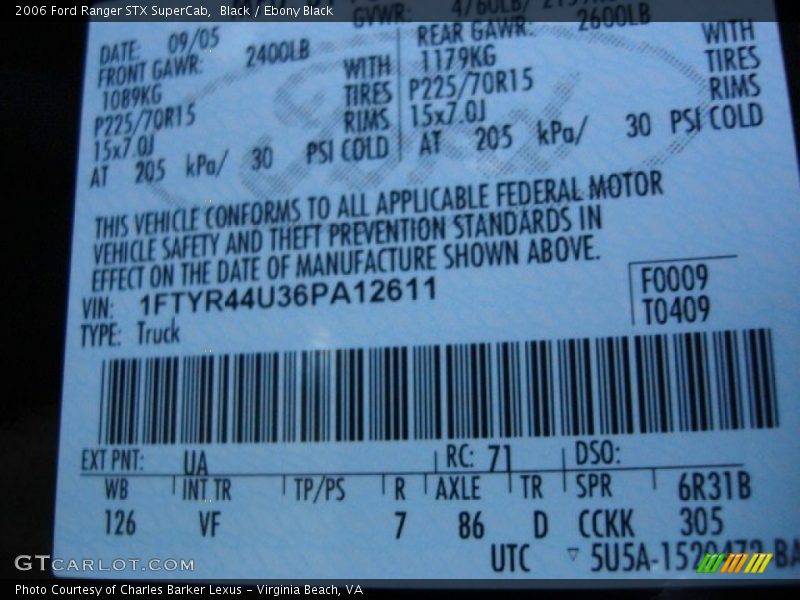 2006 Ford Ranger STX SuperCab,  Black / Ebony Black
GVWR: 4760LB/
DATE: 09/05
FRONT GAWR: 2400LB
1089KG WITH
P225/70R15 TIRES
15x7.0J RIMS
AT 205 kPa/ 30 PSI COLD
REAR GAWR: 2600LB
1179KG WITH
P225/70R15 TIRES
15x7.0J RIMS
AT 205 kPa/ 30 PSI COLD
THIS VEHICLE CONFORMS TO ALL APPLICABLE FEDERAL MOTOR
VEHICLE SAFETY AND THEFT PREVENTION STANDARDS IN
EFFECT ON THE DATE OF MANUFACTURE SHOWN ABOVE.
VIN: 1FTYR44U36PA12611
TYPE: Truck
F0009
T0409
EXT PNT: UA RC: 71 DSO:
WB INT TR TP/PS R AXLE TR SPR 6R31B
126 VF 7 86 D CCKK 305
UTC ▽ 5U5A-1520472-BA
GTCARLOT.COM
Photo Courtesy of Charles Barker Lexus - Virginia Beach, VA